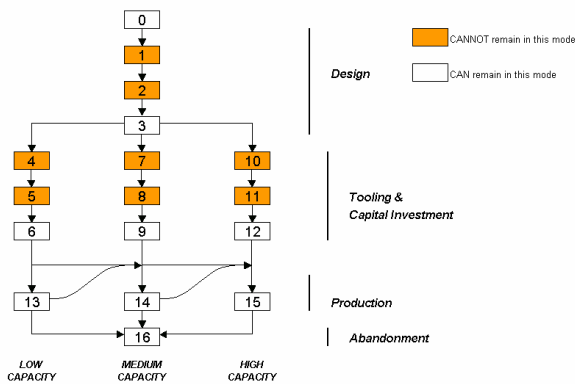 0
CANNOT remain in this mode
1
Design
CAN remain in this mode
2
3
4 7 10
5 8 11
Tooling &
Capital Investment
6 9 12
13 14 15
Production
16
Abandonment
LOW
CAPACITY
MEDIUM
CAPACITY
HIGH
CAPACITY